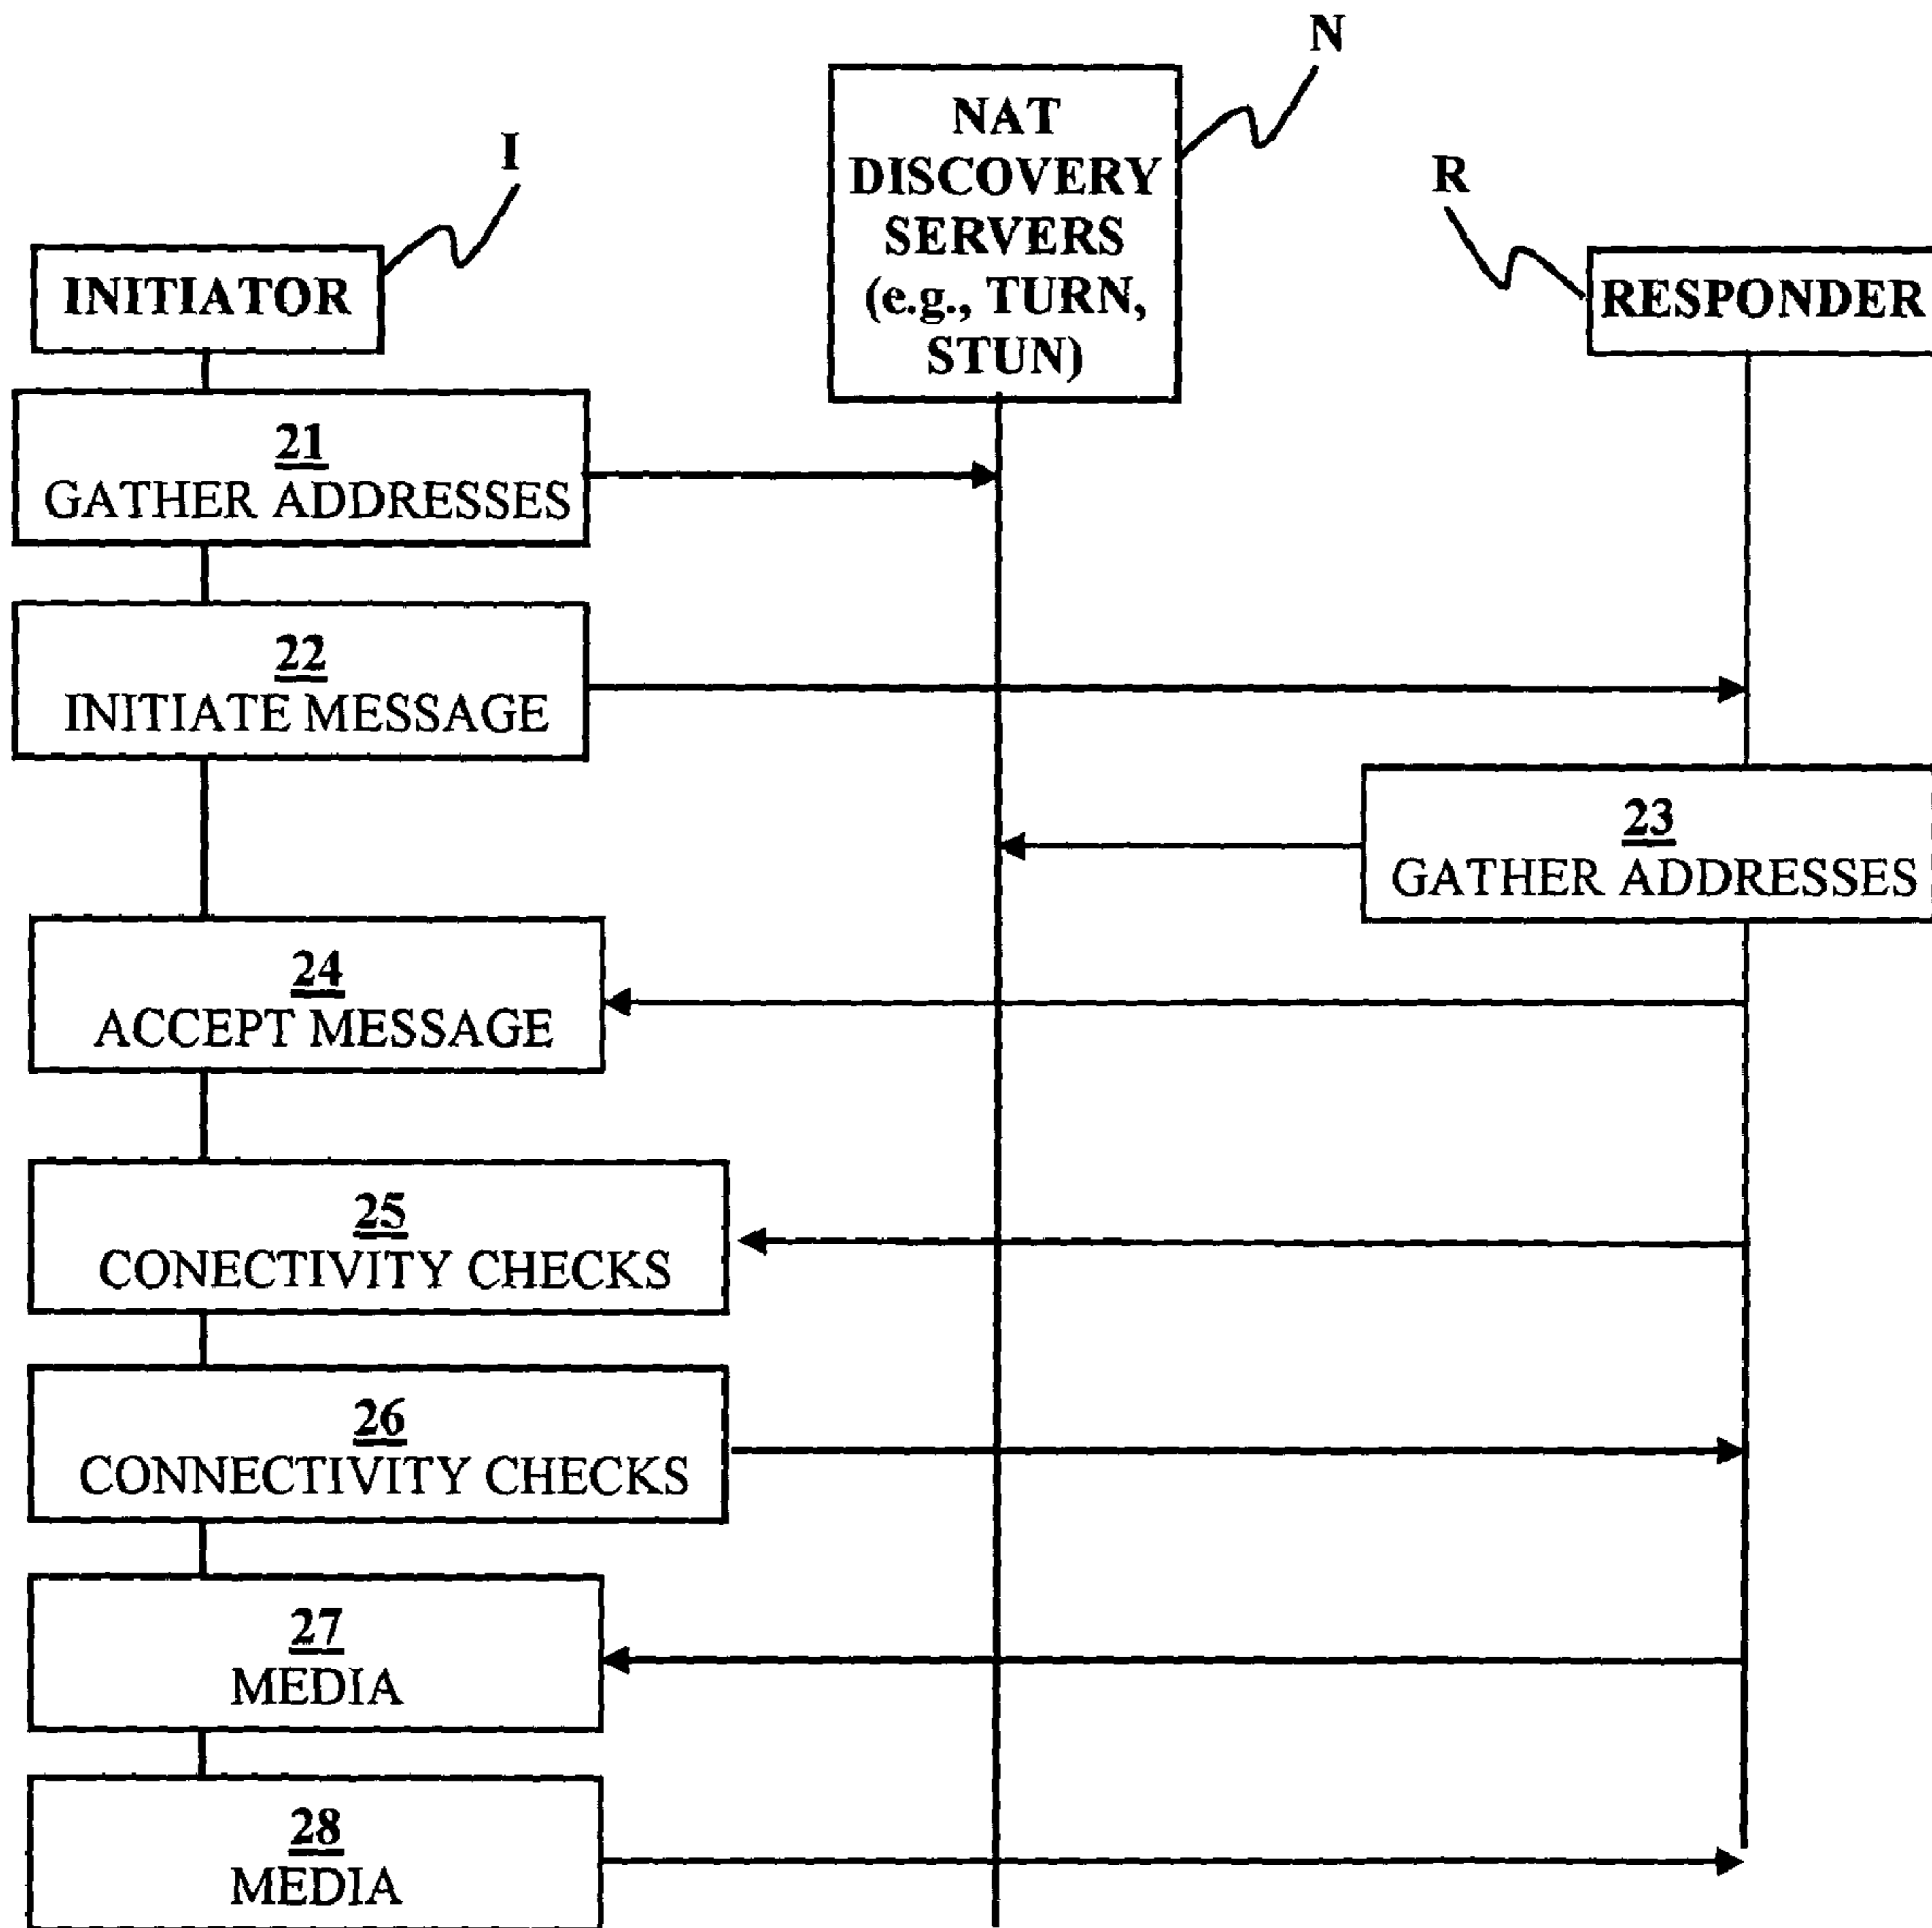 N
NAT
DISCOVERY
SERVERS
(e.g., TURN,
STUN)
I
R
INITIATOR
RESPONDER
21
GATHER ADDRESSES
22
INITIATE MESSAGE
23
GATHER ADDRESSES
24
ACCEPT MESSAGE
25
CONECTIVITY CHECKS
26
CONNECTIVITY CHECKS
27
MEDIA
28
MEDIA